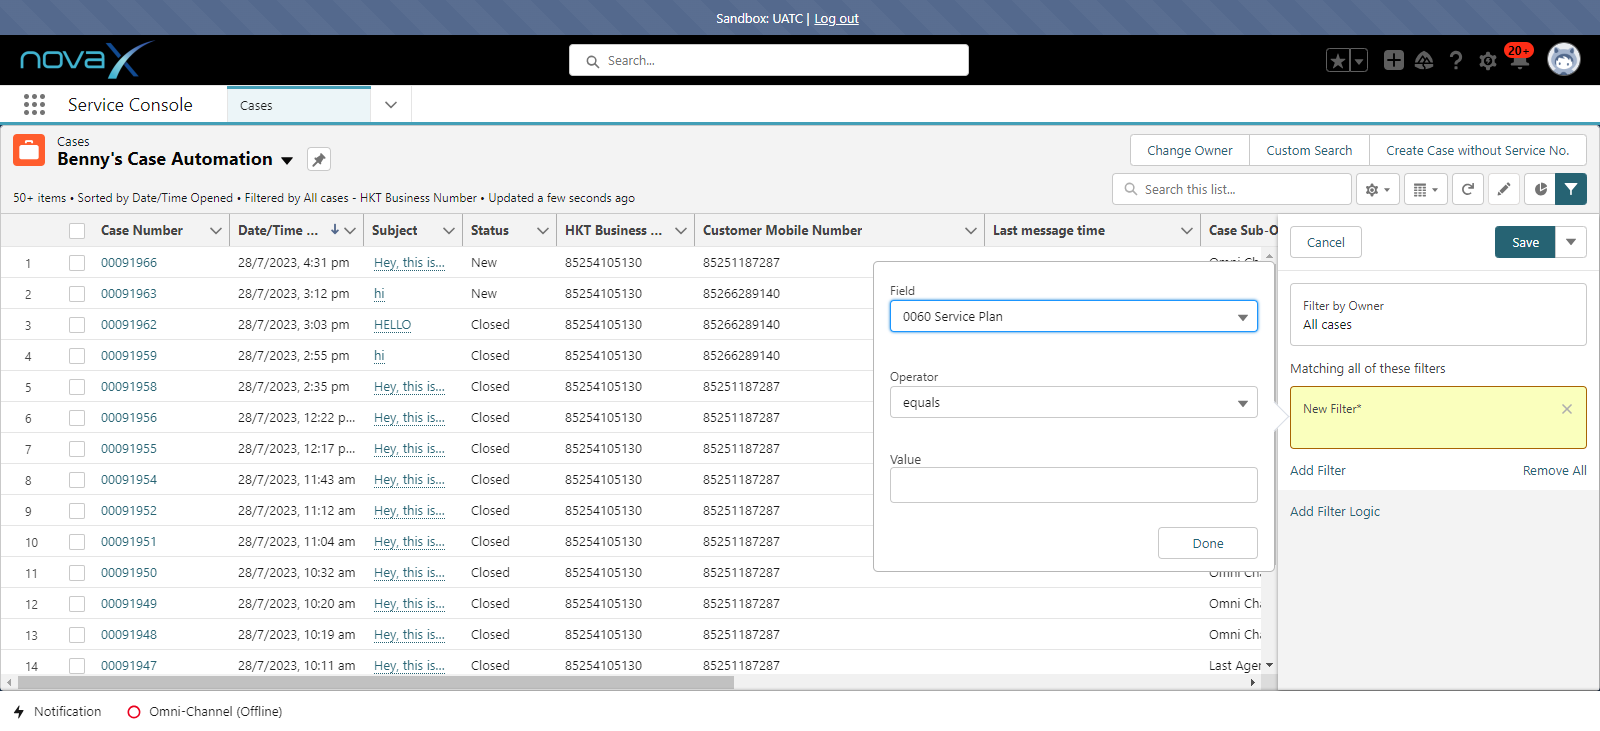 Sandbox: UATC | Log out
novaX
Search...
20+
Service Console
Cases
Cases
Benny's Case Automation
Change Owner
Custom Search
Create Case without Service No.
50+ items • Sorted by Date/Time Opened • Filtered by All cases - HKT Business Number • Updated a few seconds ago
Search this list...
Case Number Date/Time ... Subject Status HKT Business ... Customer Mobile Number Last message time Case Sub-O
1 00091966 28/7/2023, 4:31 pm Hey, this is... New 85254105130 85251187287
2 00091963 28/7/2023, 3:12 pm hi New 85254105130 85266289140
3 00091962 28/7/2023, 3:03 pm HELLO Closed 85254105130 85266289140
4 00091959 28/7/2023, 2:55 pm hi Closed 85254105130 85266289140
5 00091958 28/7/2023, 2:35 pm Hey, this is... Closed 85254105130 85251187287
6 00091956 28/7/2023, 12:22 p... Hey, this is... Closed 85254105130 85251187287
7 00091955 28/7/2023, 12:17 p... Hey, this is... Closed 85254105130 85251187287
8 00091954 28/7/2023, 11:43 am Hey, this is... Closed 85254105130 85251187287
9 00091952 28/7/2023, 11:12 am Hey, this is... Closed 85254105130 85251187287
10 00091951 28/7/2023, 11:04 am Hey, this is... Closed 85254105130 85251187287
11 00091950 28/7/2023, 10:32 am Hey, this is... Closed 85254105130 85251187287
12 00091949 28/7/2023, 10:20 am Hey, this is... Closed 85254105130 85251187287 Omni Cha
13 00091948 28/7/2023, 10:19 am Hey, this is... Closed 85254105130 85251187287 Omni Cha
14 00091947 28/7/2023, 10:11 am Hey, this is... Closed 85254105130 85251187287 Last Agen
Field
0060 Service Plan
Operator
equals
Value
Done
Cancel
Save
Filter by Owner
All cases
Matching all of these filters
New Filter*
Add Filter
Remove All
Add Filter Logic
Notification
Omni-Channel (Offline)